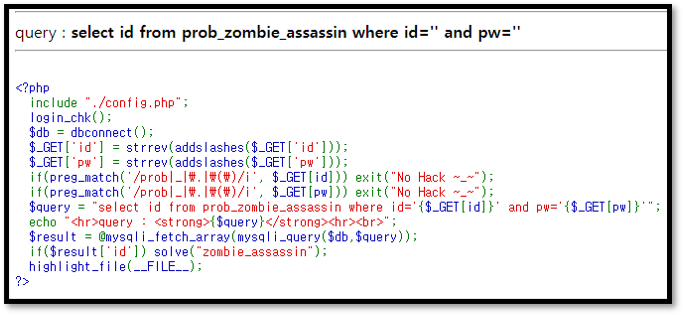 query : select id from prob_zombie_assassin where id='' and pw=''
<?php
  include "./config.php";
  login_chk();
  $db = dbconnect();
  $_GET['id'] = strrev(addslashes($_GET['id']));
  $_GET['pw'] = strrev(addslashes($_GET['pw']));
  if(preg_match('/prob|_|₩.|₩(₩)/i', $_GET[id])) exit("No Hack ~_~");
  if(preg_match('/prob|_|₩.|₩(₩)/i', $_GET[pw])) exit("No Hack ~_~");
  $query = "select id from prob_zombie_assassin where id='{$_GET[id]}' and pw='{$_GET[pw]}'";
  echo "<hr>query : <strong>{$query}</strong><hr><br>";
  $result = @mysqli_fetch_array(mysqli_query($db,$query));
  if($result['id']) solve("zombie_assassin");
  highlight_file(__FILE__);
?>